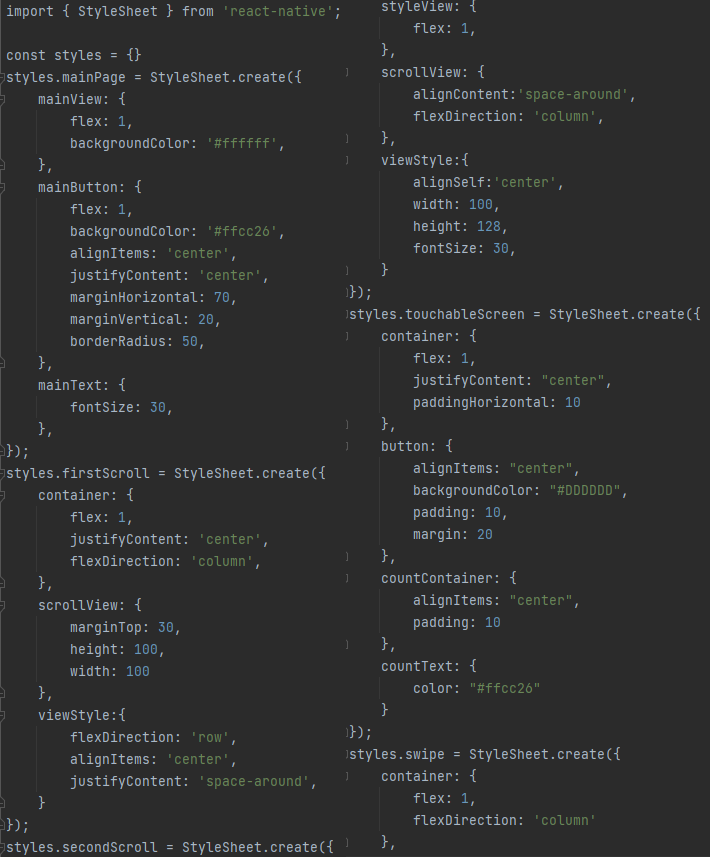 import { StyleSheet } from 'react-native';

const styles = {}
styles.mainPage = StyleSheet.create({
    mainView: {
        flex: 1,
        backgroundColor: '#ffffff',
    },
    mainButton: {
        flex: 1,
        backgroundColor: '#ffcc26',
        alignItems: 'center',
        justifyContent: 'center',
        marginHorizontal: 70,
        marginVertical: 20,
        borderRadius: 50,
    },
    mainText: {
        fontSize: 30,
    },
});
styles.firstScroll = StyleSheet.create({
    container: {
        flex: 1,
        justifyContent: 'center',
        flexDirection: 'column',
    },
    scrollView: {
        marginTop: 30,
        height: 100,
        width: 100
    },
    viewStyle:{
        flexDirection: 'row',
        alignItems: 'center',
        justifyContent: 'space-around',
    }
});
styles.secondScroll = StyleSheet.create({
    styleView: {
        flex: 1,
    },
    scrollView: {
        alignContent:'space-around',
        flexDirection: 'column',
    },
    viewStyle:{
        alignSelf:'center',
        width: 100,
        height: 128,
        fontSize: 30,
    }
});
styles.touchableScreen = StyleSheet.create({
    container: {
        flex: 1,
        justifyContent: "center",
        paddingHorizontal: 10
    },
    button: {
        alignItems: "center",
        backgroundColor: "#DDDDDD",
        padding: 10,
        margin: 20
    },
    countContainer: {
        alignItems: "center",
        padding: 10
    },
    countText: {
        color: "#ffcc26"
    }
});
styles.swipe = StyleSheet.create({
    container: {
        flex: 1,
        flexDirection: 'column'
    },